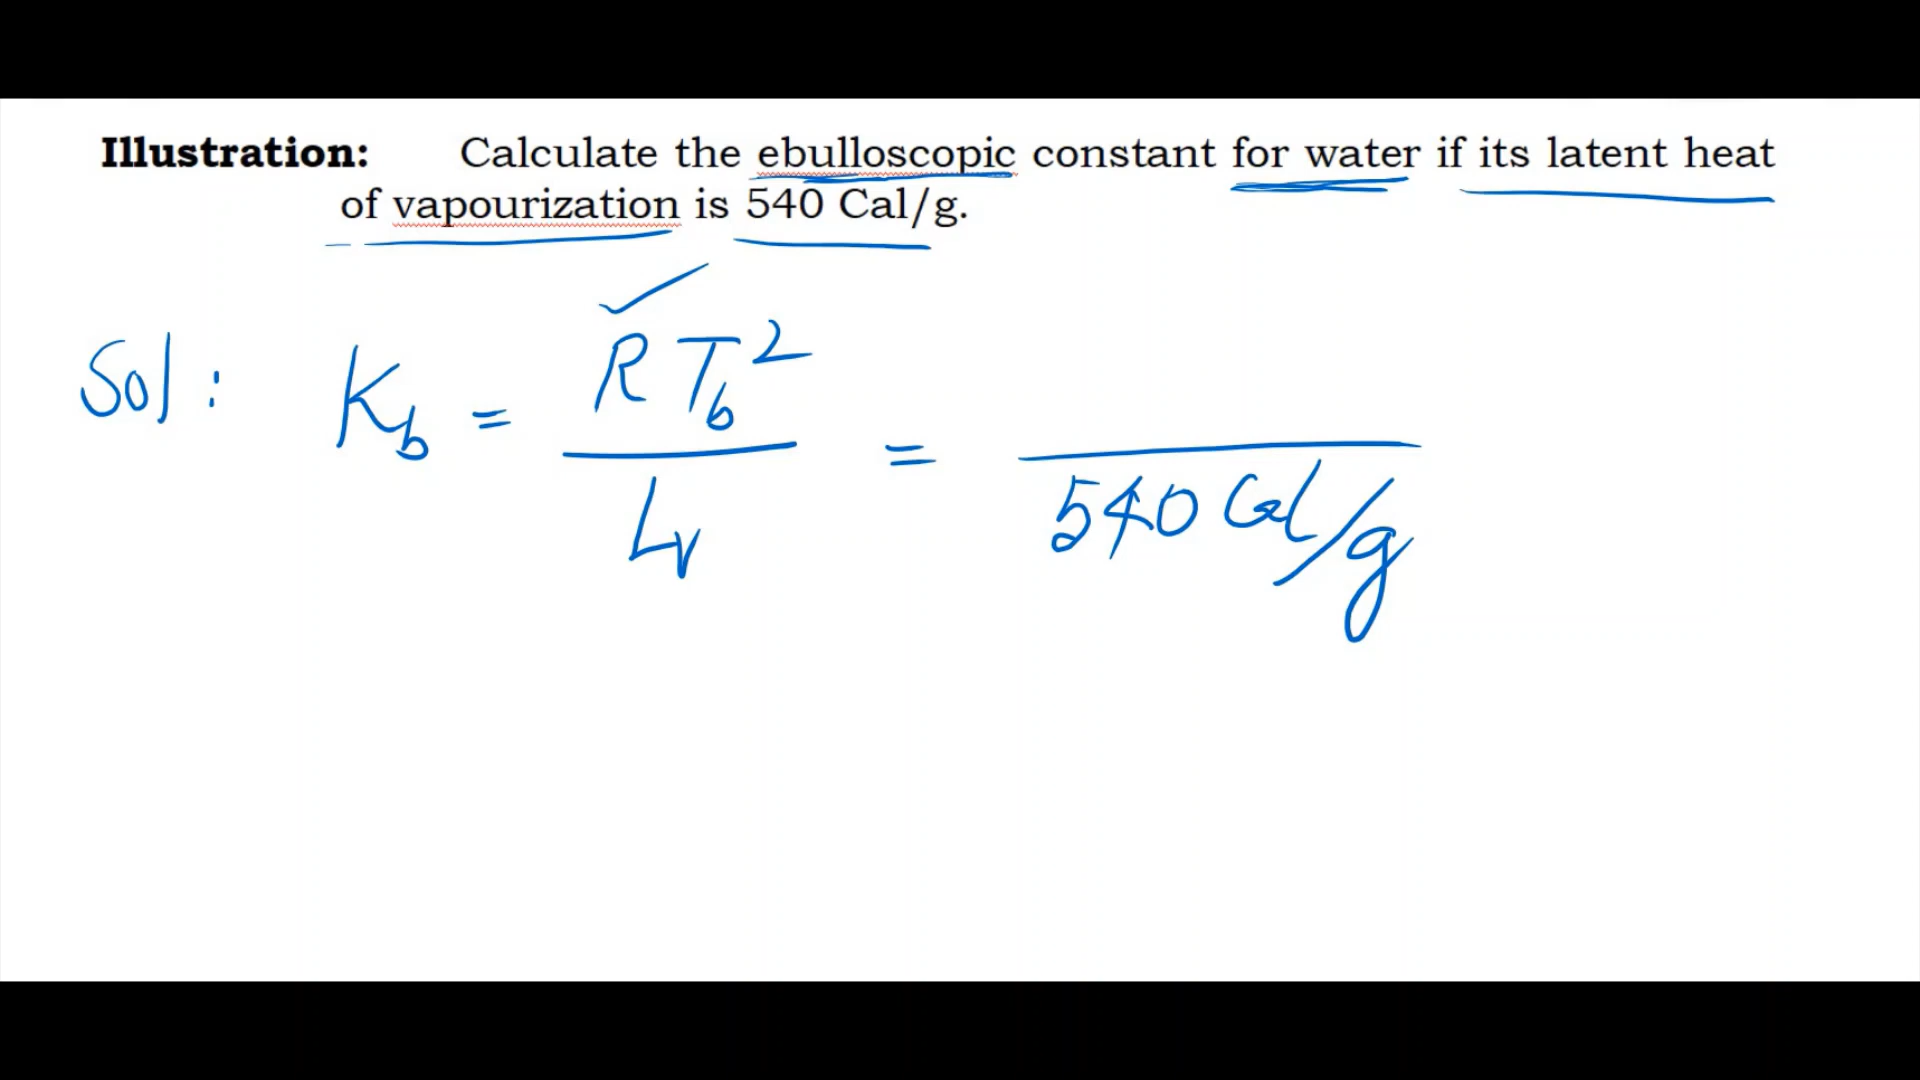 Illustration: Calculate the ebulloscopic constant for water if its latent heat
of vapourization is 540 Cal/g.
Sol : K_b = R T_b^2 / L_v = / 540 Cal/g